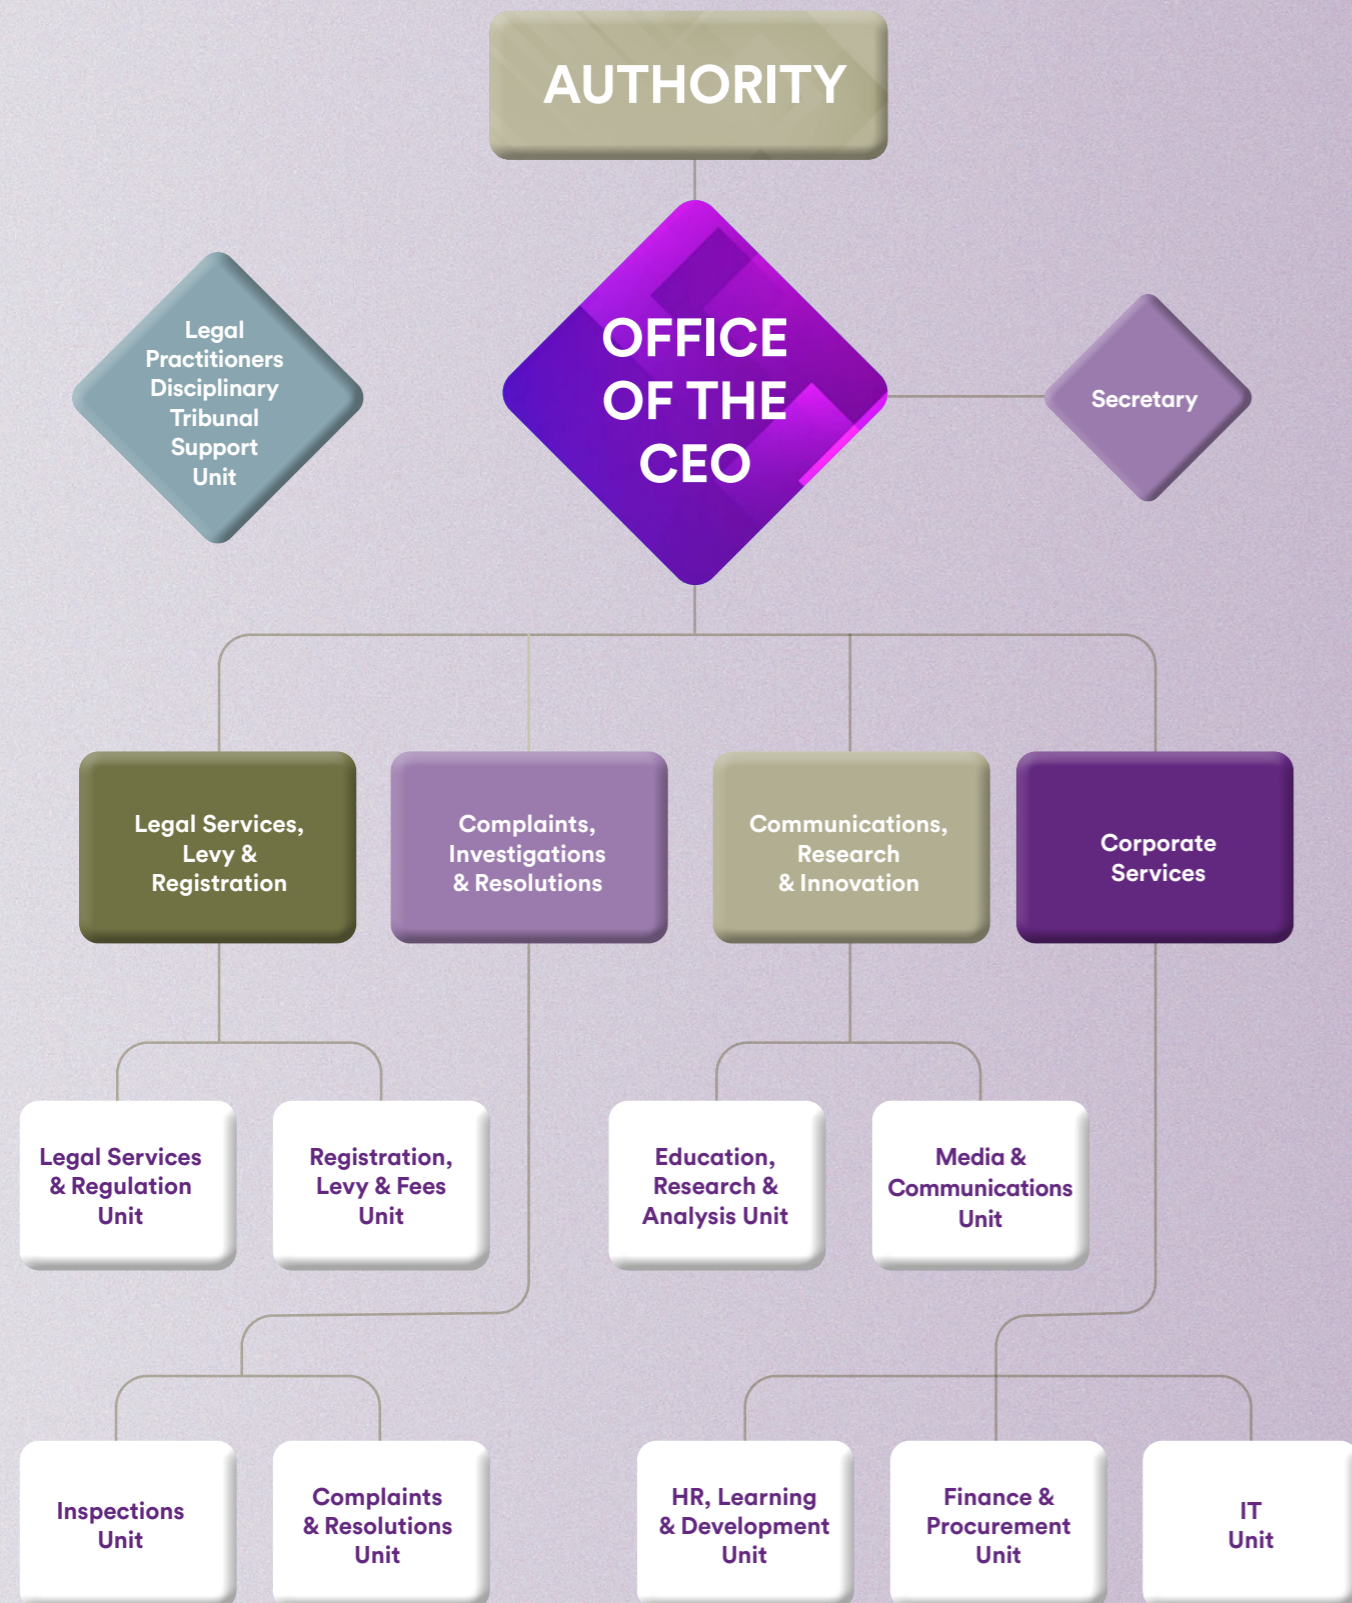 AUTHORITY
Legal
Practitioners
Disciplinary
Tribunal
Support
Unit
OFFICE
OF THE
CEO
Secretary
Legal Services,
Levy &
Registration
Complaints,
Investigations
& Resolutions
Communications,
Research
& Innovation
Corporate
Services
Legal Services
& Regulation
Unit
Registration,
Levy & Fees
Unit
Education,
Research &
Analysis Unit
Media &
Communications
Unit
Inspections
Unit
Complaints
& Resolutions
Unit
HR, Learning
& Development
Unit
Finance &
Procurement
Unit
IT
Unit